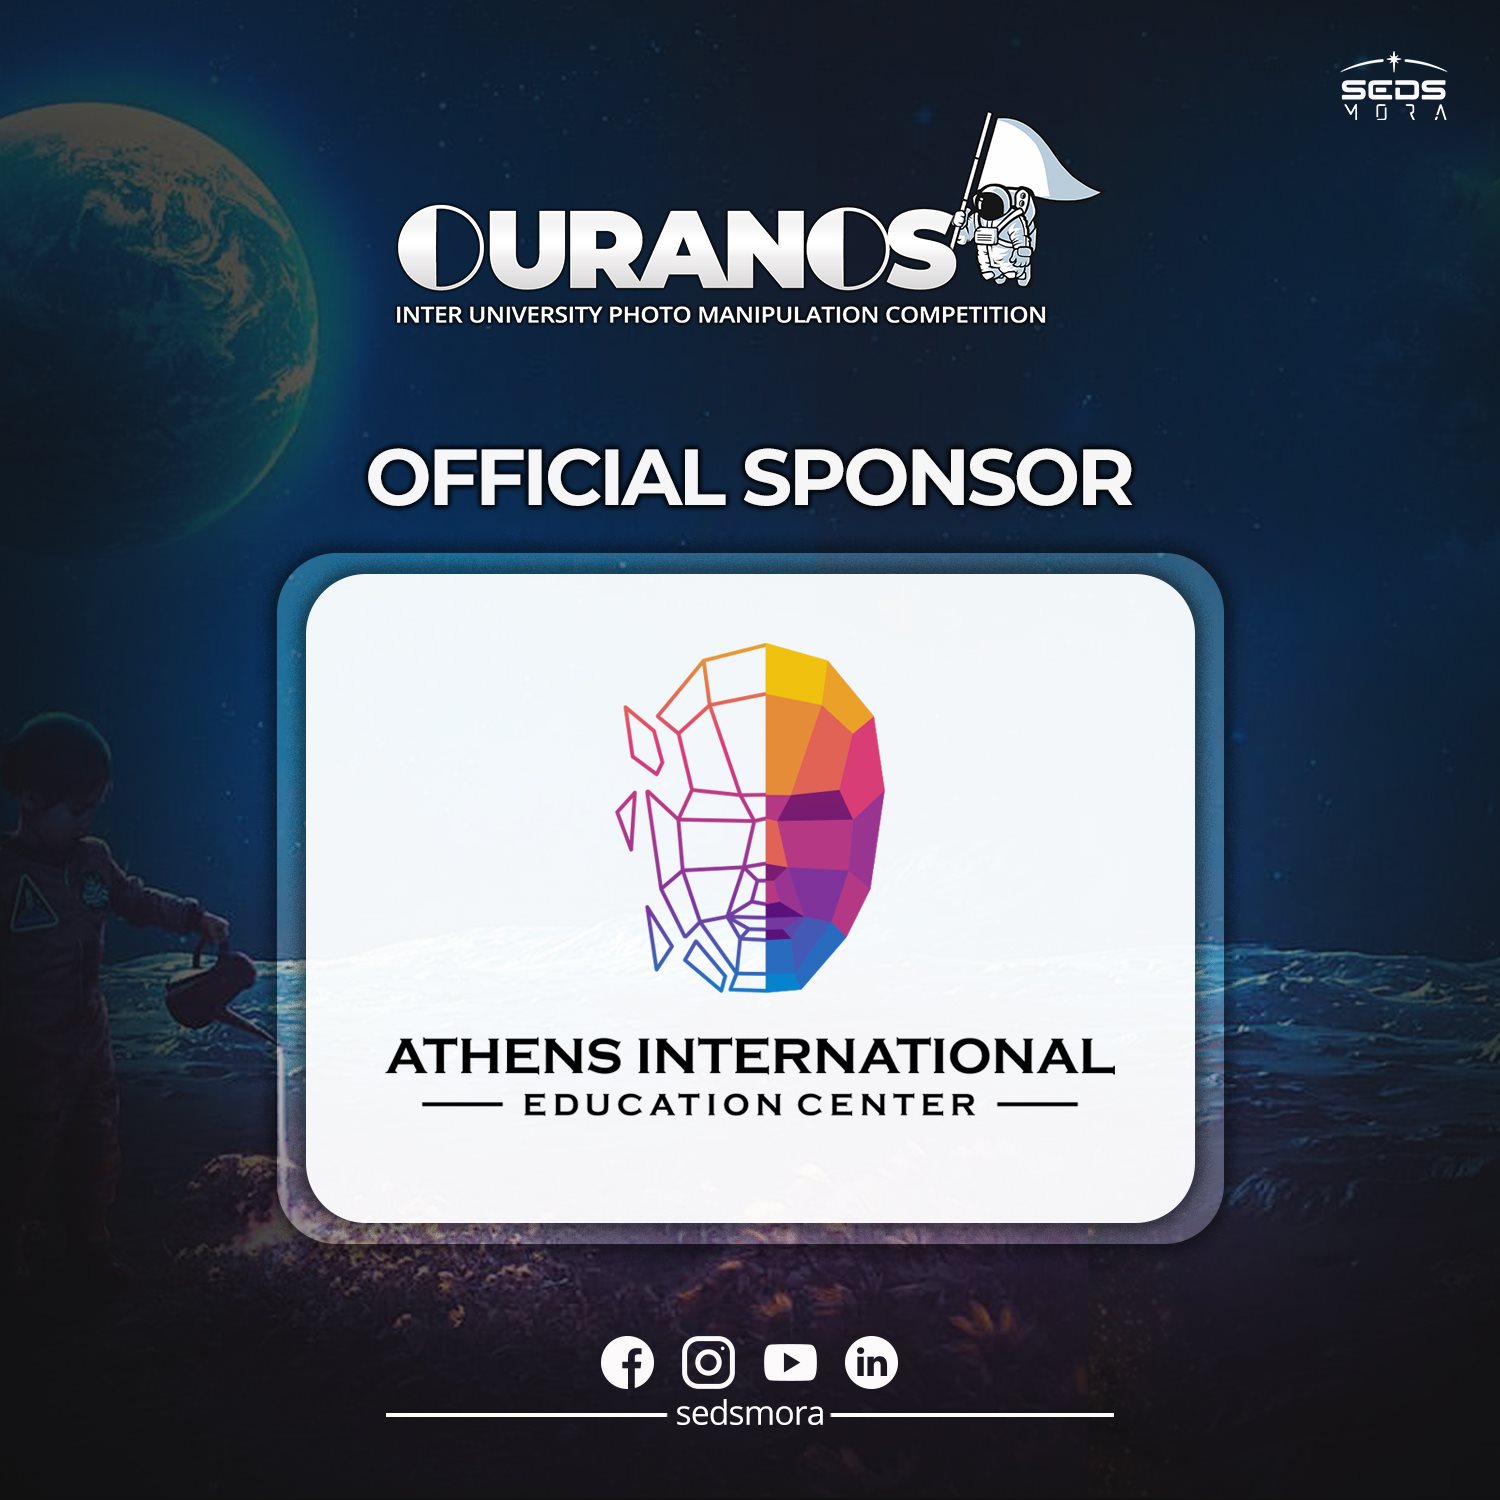 SEDS
MORA
OURANOS
INTER UNIVERSITY PHOTO MANIPULATION COMPETITION
OFFICIAL SPONSOR
ATHENS INTERNATIONAL
EDUCATION CENTER
sedsmora